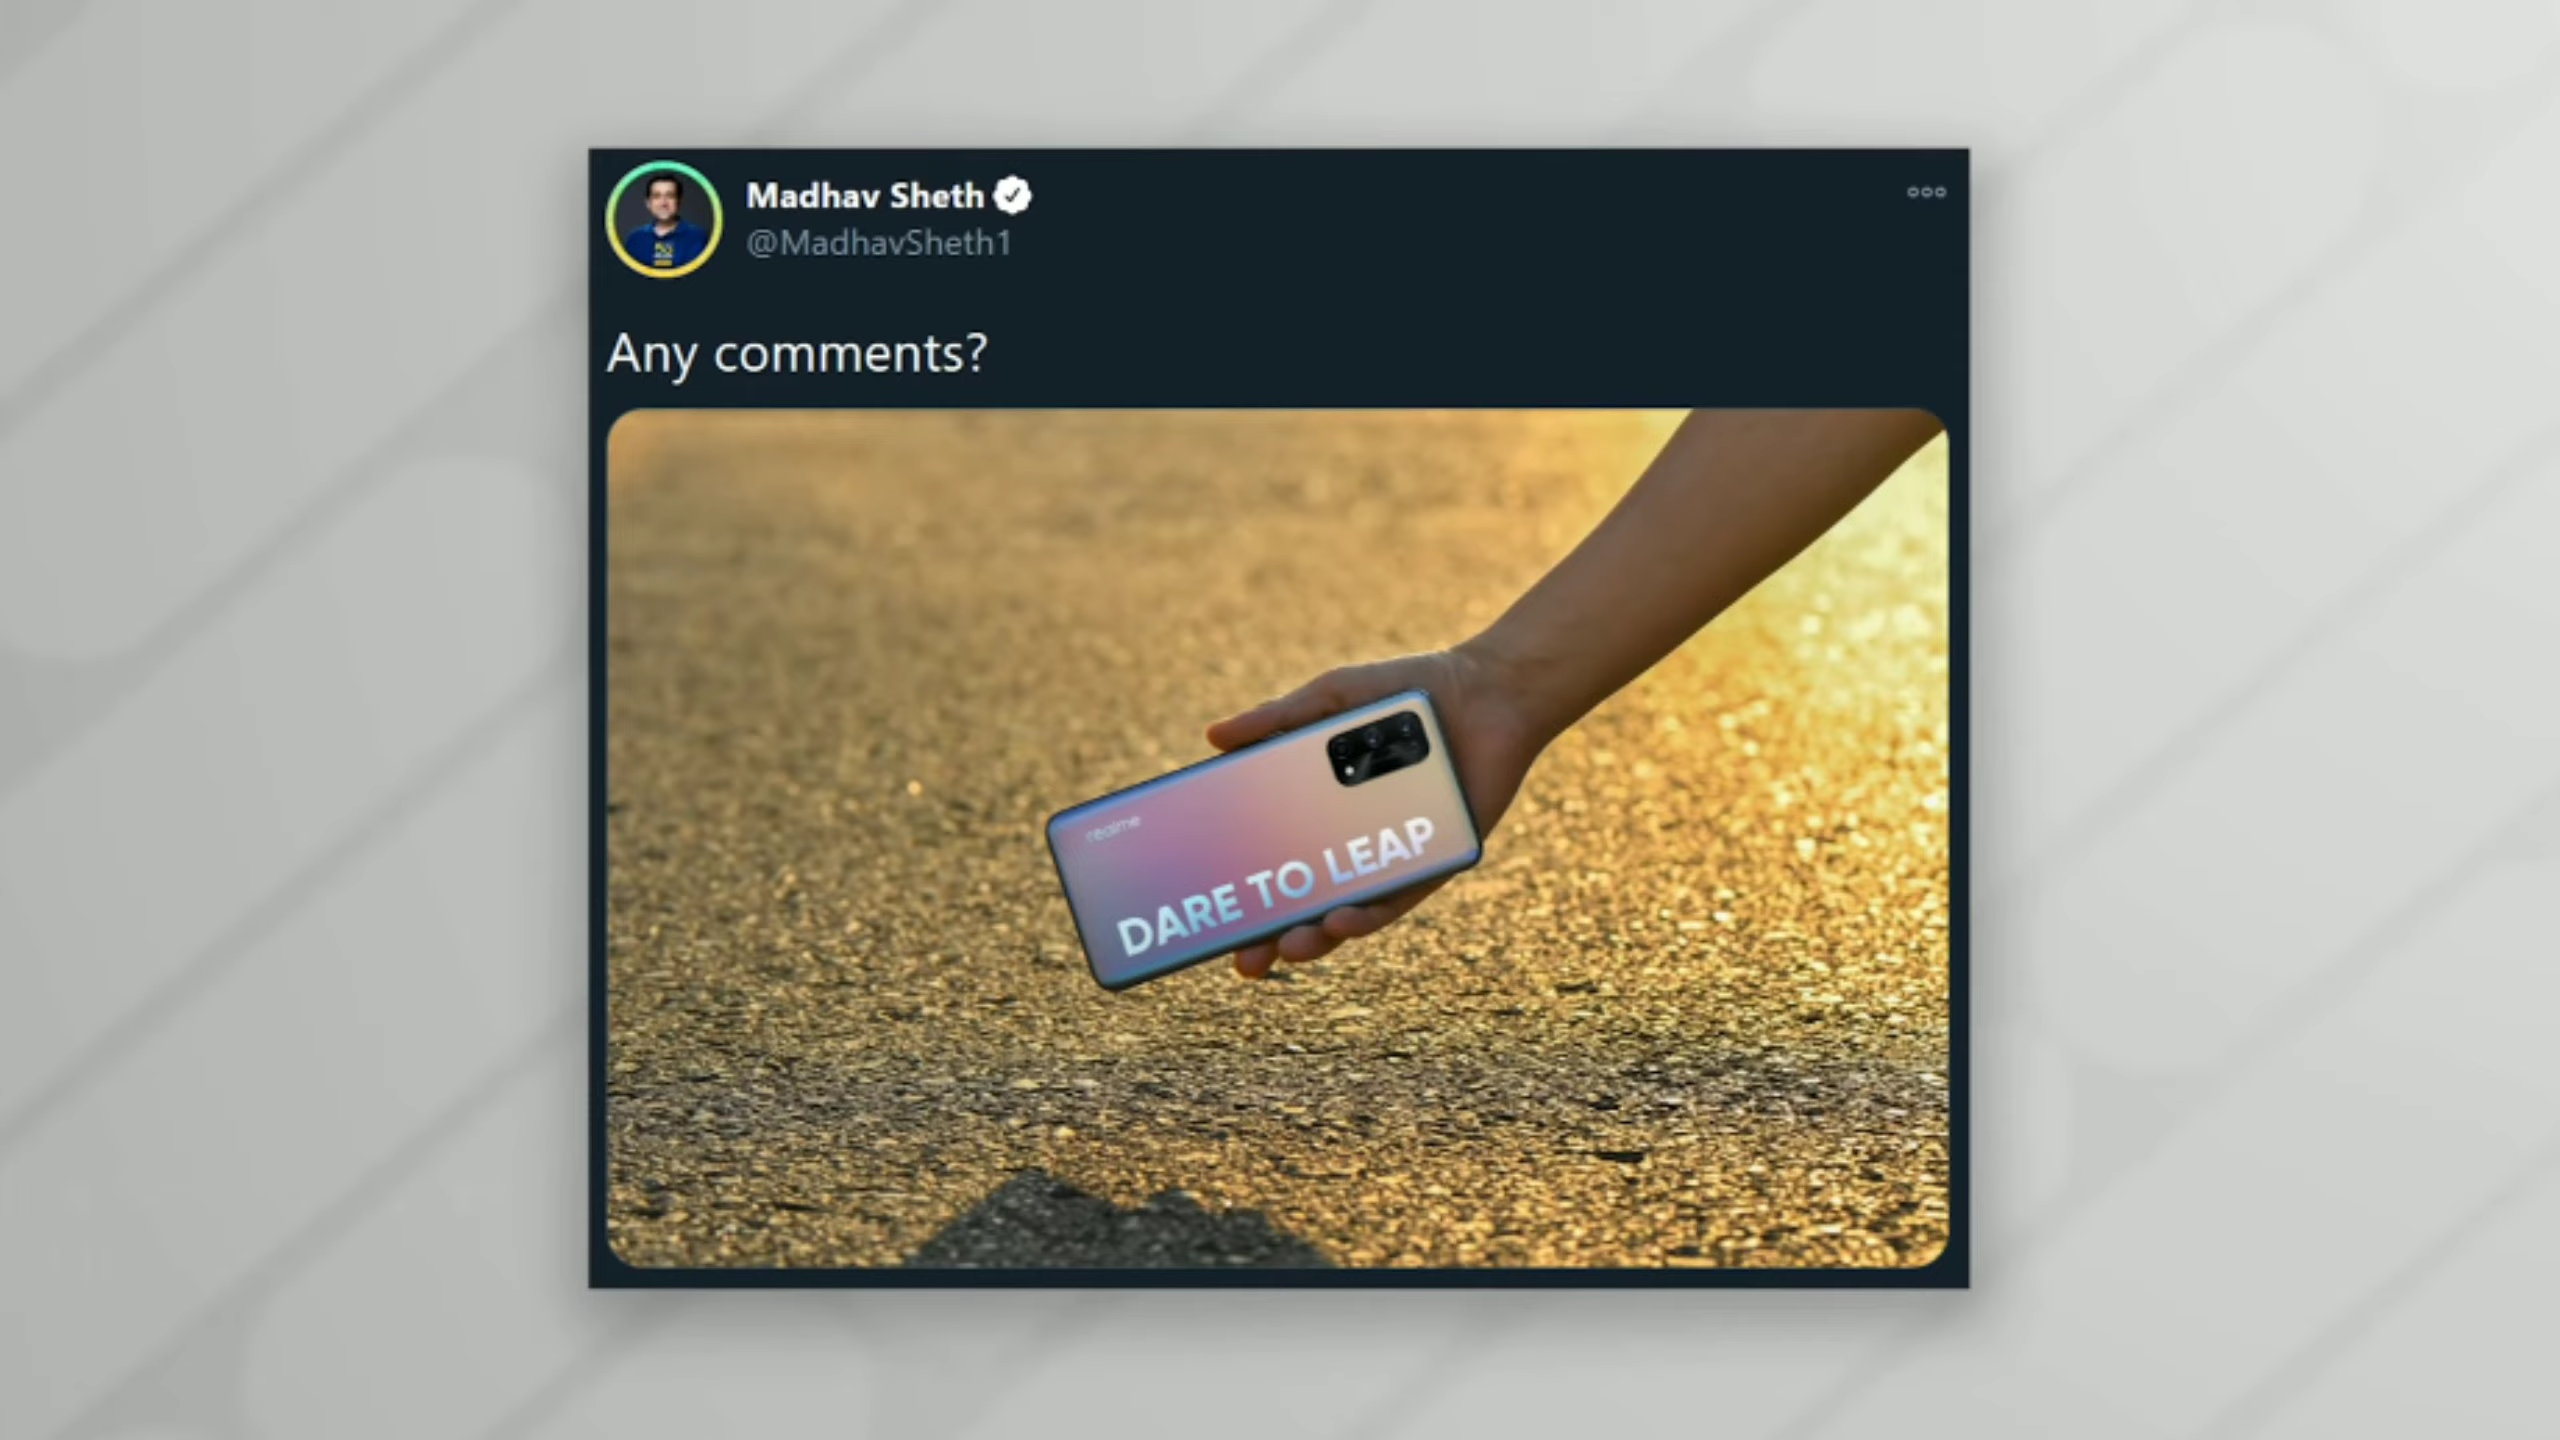 Madhav Sheth
@MadhavSheth1
Any comments?
realme
DARE TO LEAP